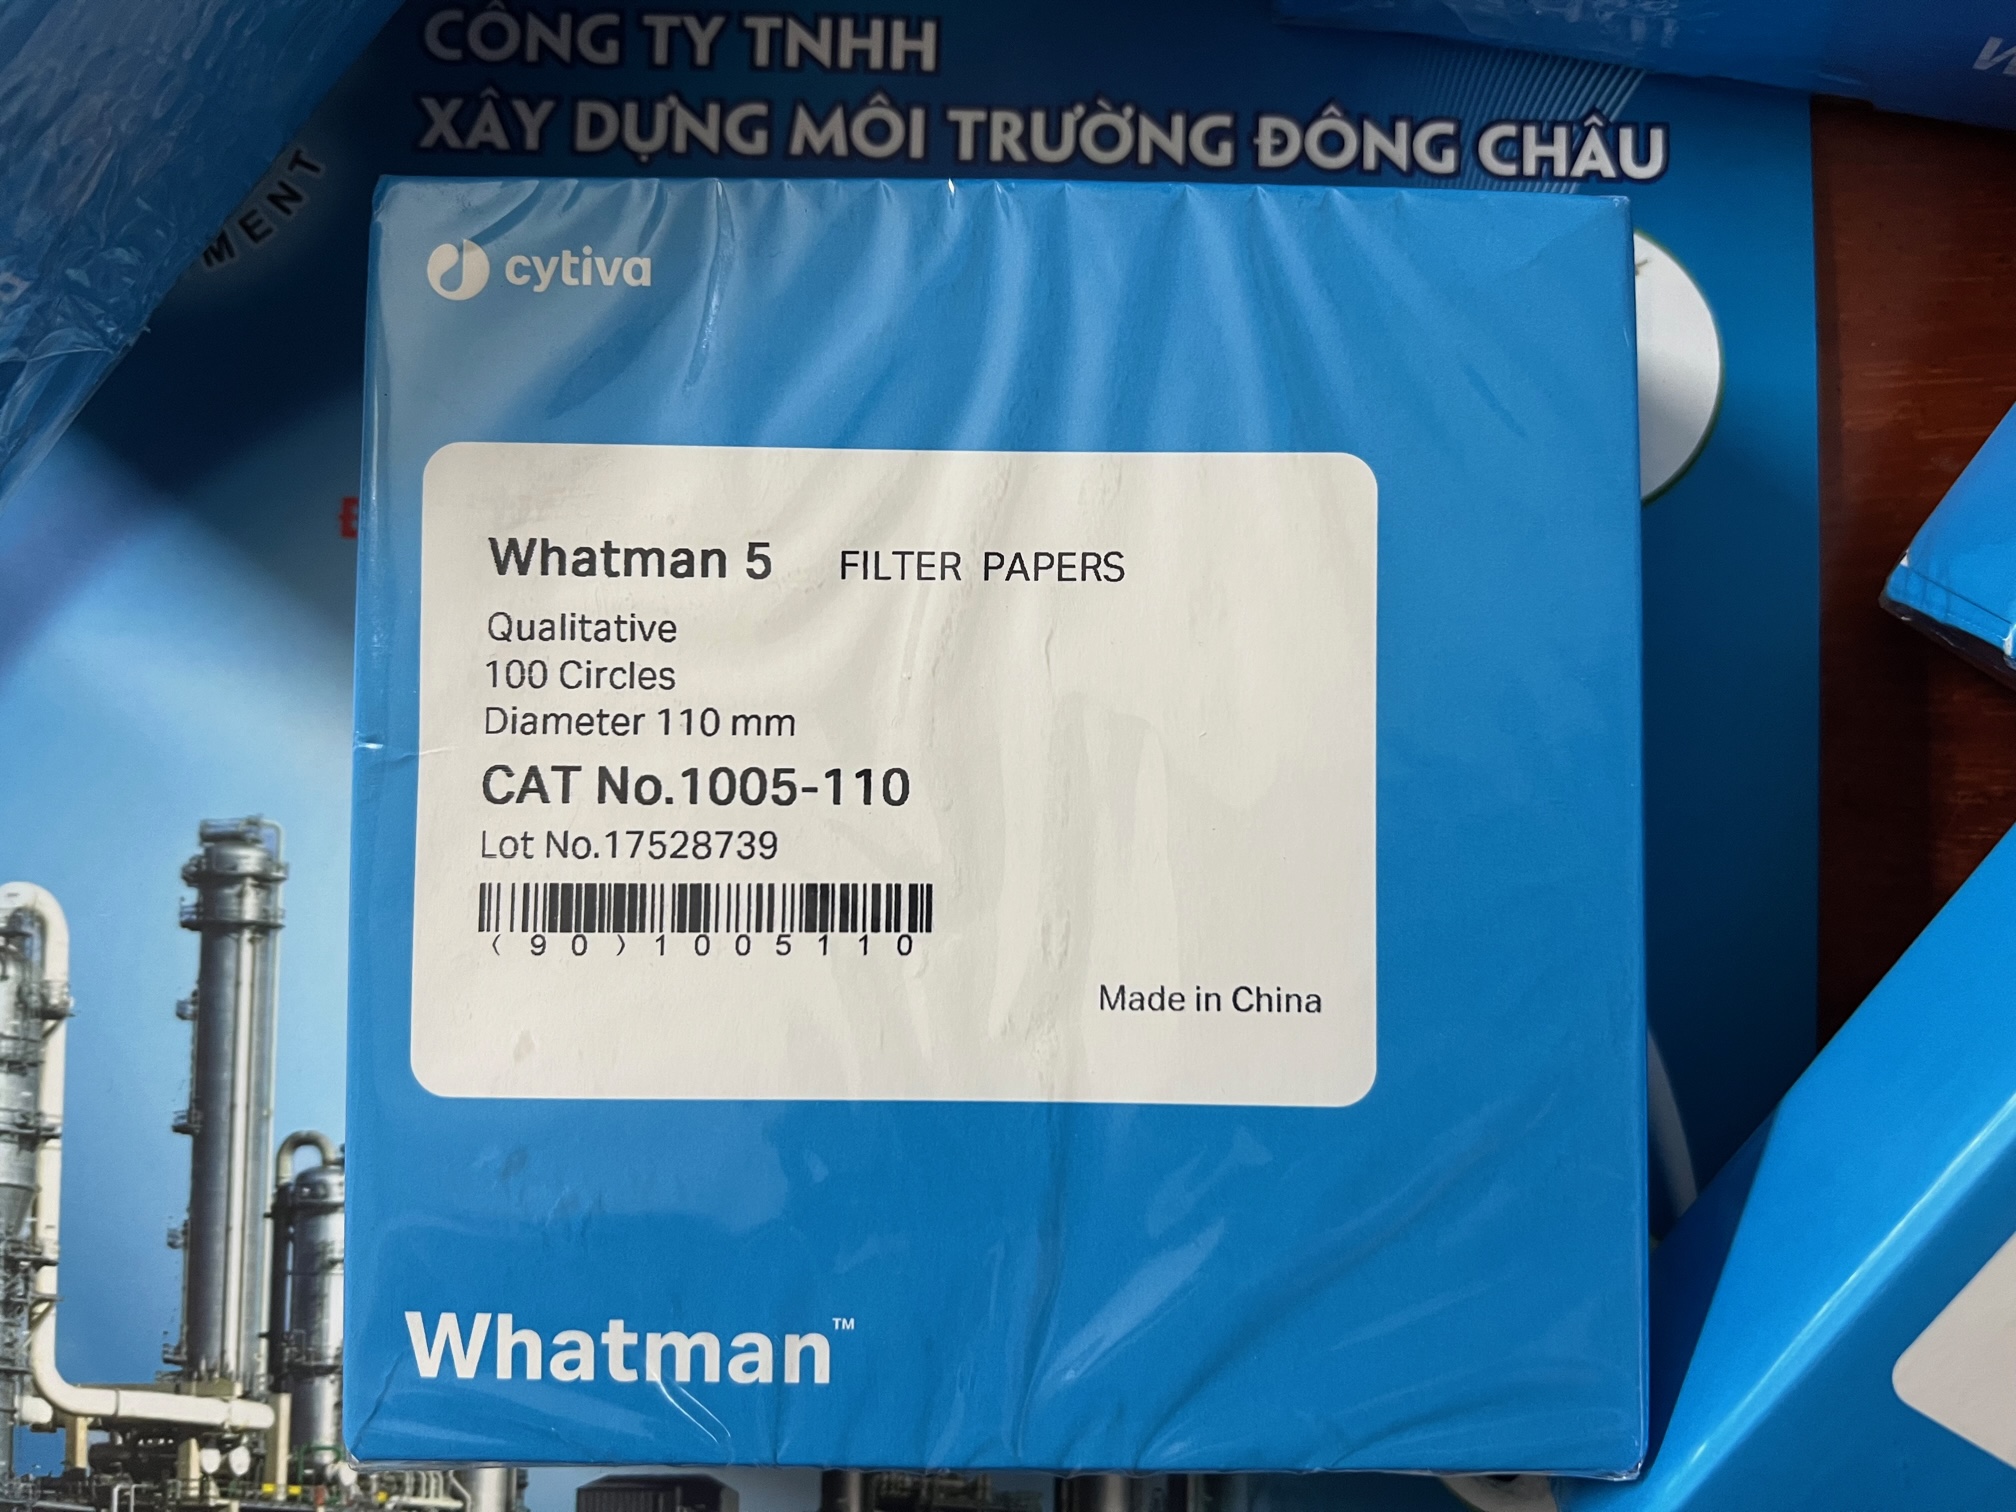 CÔNG TY TNHH
XÂY DỰNG MÔI TRƯỜNG ĐÔNG CHÂU
MENT
cytiva
Whatman 5 FILTER PAPERS
Qualitative
100 Circles
Diameter 110 mm
CAT No.1005-110
Lot No.17528739
(90)1005110
Made in China
Whatman™